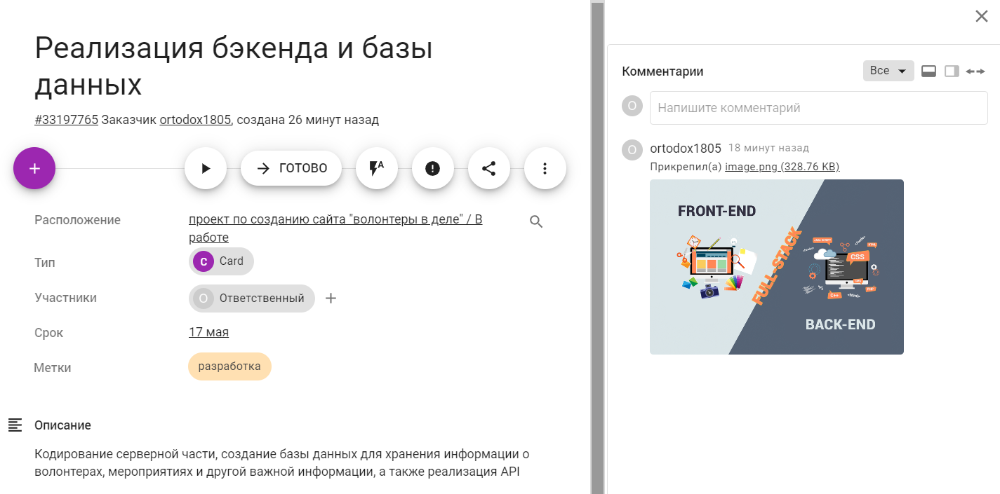 Реализация бэкенда и базы
данных
#33197765 Заказчик ortodox1805, создана 26 минут назад
ГОТОВО
Расположение
проект по созданию сайта "волонтеры в деле" / В
работе
Тип
C Card
Участники
О Ответственный
Срок
17 мая
Метки
разработка
Описание
Кодирование серверной части, создание базы данных для хранения информации о
волонтерах, мероприятиях и другой важной информации, а также реализация API
Комментарии
Все
O
Напишите комментарий
O
ortodox1805 18 минут назад
Прикрепил(а) image.png (328.76 KB)
FRONT-END
FULL-STACK
CSS
C++
PHP
BACK-END